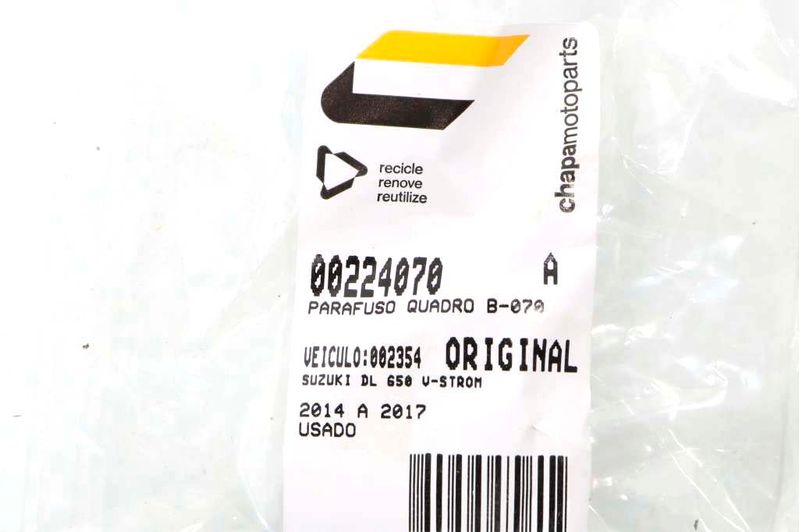 chapamotoparts
recicle
renove
reutilize
00224070 A
PARAFUSO QUADRO B-070
VEICULO:002354 ORIGINAL
SUZUKI DL 650 V-STROM
2014 A 2017
USADO